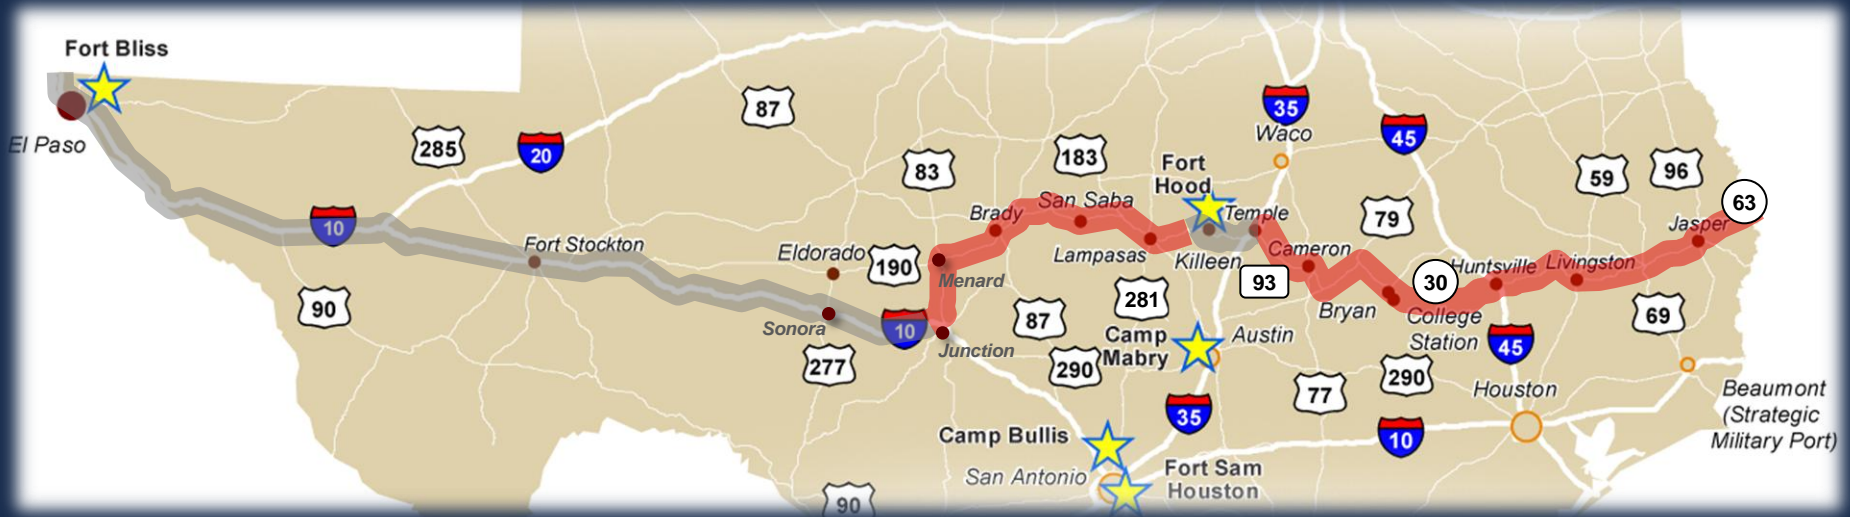 Fort Bliss
El Paso
285
20
87
83
183
35
Waco
45
Fort
Hood
59
96
63
10
90
Fort Stockton
Eldorado
190
Sonora
277
10
Menard
Junction
Brady
San Saba
Lampasas
Killeen
Temple
79
Cameron
93
Bryan
30
College
Station
Huntsville
Livingston
Jasper
69
87
281
290
Camp
Mabry
Austin
35
77
290
45
Houston
10
Beaumont
(Strategic
Military Port)
Camp Bullis
San Antonio
Fort Sam
Houston
90